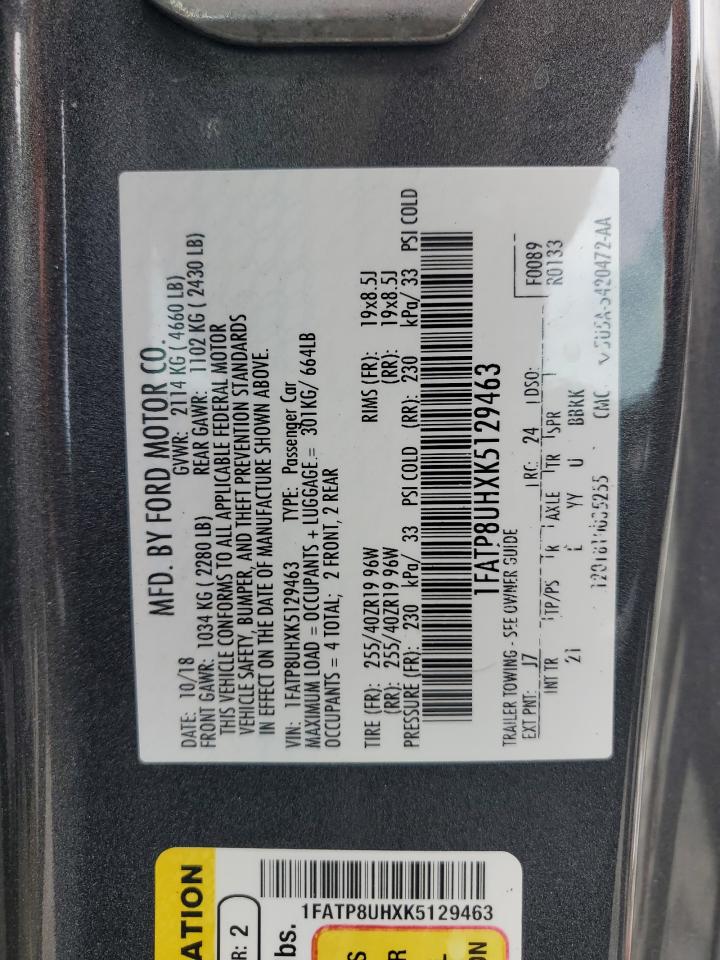 MFD. BY FORD MOTOR CO.
DATE: 10/18 GVWR: 2114 KG ( 4660 LB)
FRONT GAWR: 1034 KG ( 2280 LB) REAR GAWR: 1102 KG ( 2430 LB)
THIS VEHICLE CONFORMS TO ALL APPLICABLE FEDERAL MOTOR
VEHICLE SAFETY, BUMPER, AND THEFT PREVENTION STANDARDS
IN EFFECT ON THE DATE OF MANUFACTURE SHOWN ABOVE.
VIN: 1FATP8UHXK5129463 TYPE: Passenger Car
MAXIMUM LOAD = OCCUPANTS + LUGGAGE = 301KG/ 664LB
OCCUPANTS = 4 TOTAL; 2 FRONT, 2 REAR
TIRE (FR): 255/40ZR19 96W RIMS (FR): 19x8.5J
(RR): 255/40ZR19 96W (RR): 19x8.5J
PRESSURE (FR): 230 kPa/ 33 PSI COLD (RR): 230 kPa/ 33 PSI COLD
1FATP8UHXK5129463
TRAILER TOWING - SEE OWNER GUIDE
EXT PNT: J7 RC: 24 DSO: F0089
R0133
INT TR TP/PS R AXLE TR SPR
YY U BBKK
CMC
ATION
R: 2
bs.
1FATP8UHXK5129463